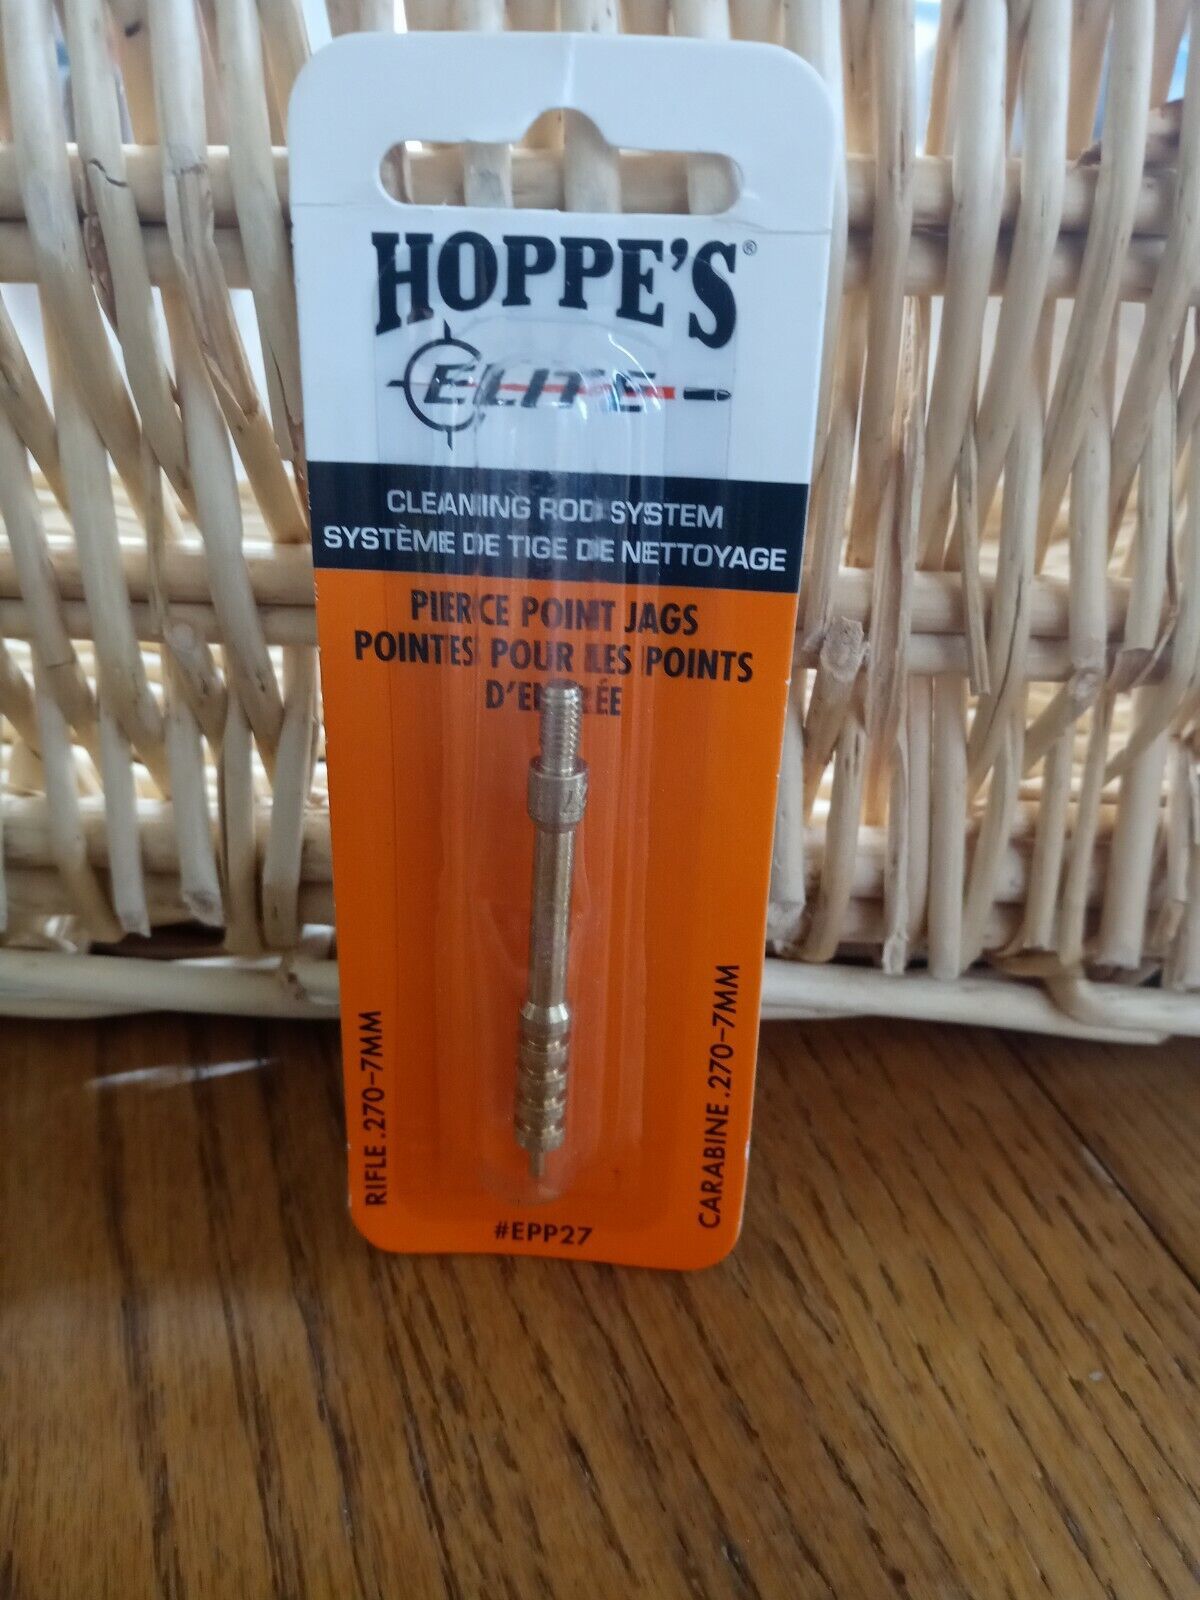 HOPPE'S®
ELITE
CLEANING ROD SYSTEM
SYSTÈME DE TIGE DE NETTOYAGE
PIERCE POINT JAGS
POINTES POUR LES POINTS
D'ENTRÉE
RIFLE .270–7MM
CARABINE .270–7MM
#EPP27